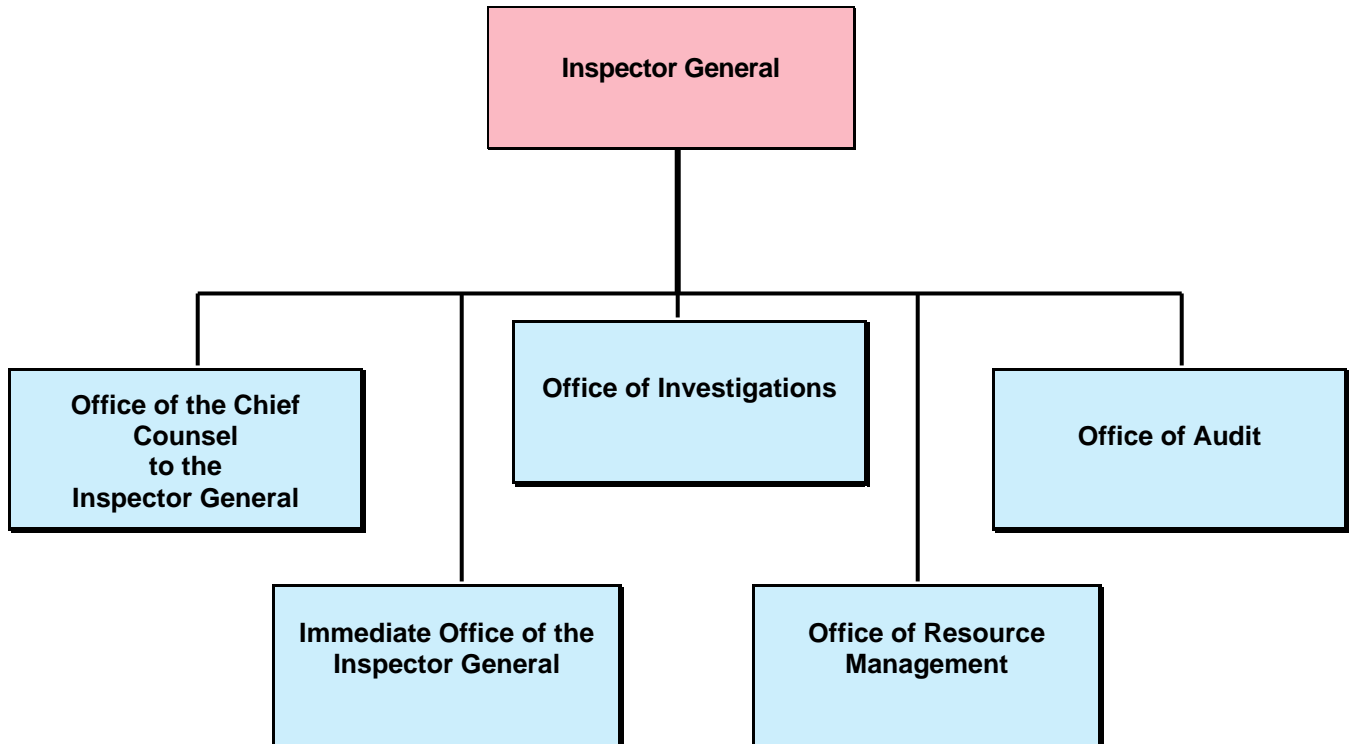 Inspector General
Office of the Chief
Counsel
to the
Inspector General
Office of Investigations
Office of Audit
Immediate Office of the
Inspector General
Office of Resource
Management